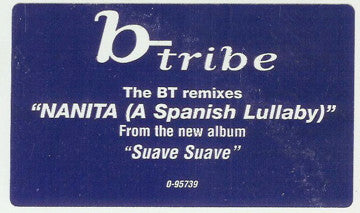 b-tribe
The BT remixes
"NANITA (A Spanish Lullaby)"
From the new album
"Suave Suave"
0-95739